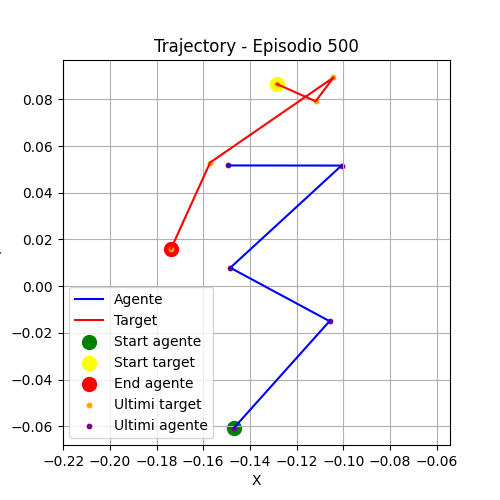 Trajectory - Episodio 500
0.08
0.06
0.04
0.02
0.00
−0.02
−0.04
−0.06
Agente
Target
Start agente
Start target
End agente
Ultimi target
Ultimi agente
−0.22 −0.20 −0.18 −0.16 −0.14 −0.12 −0.10 −0.08 −0.06
X